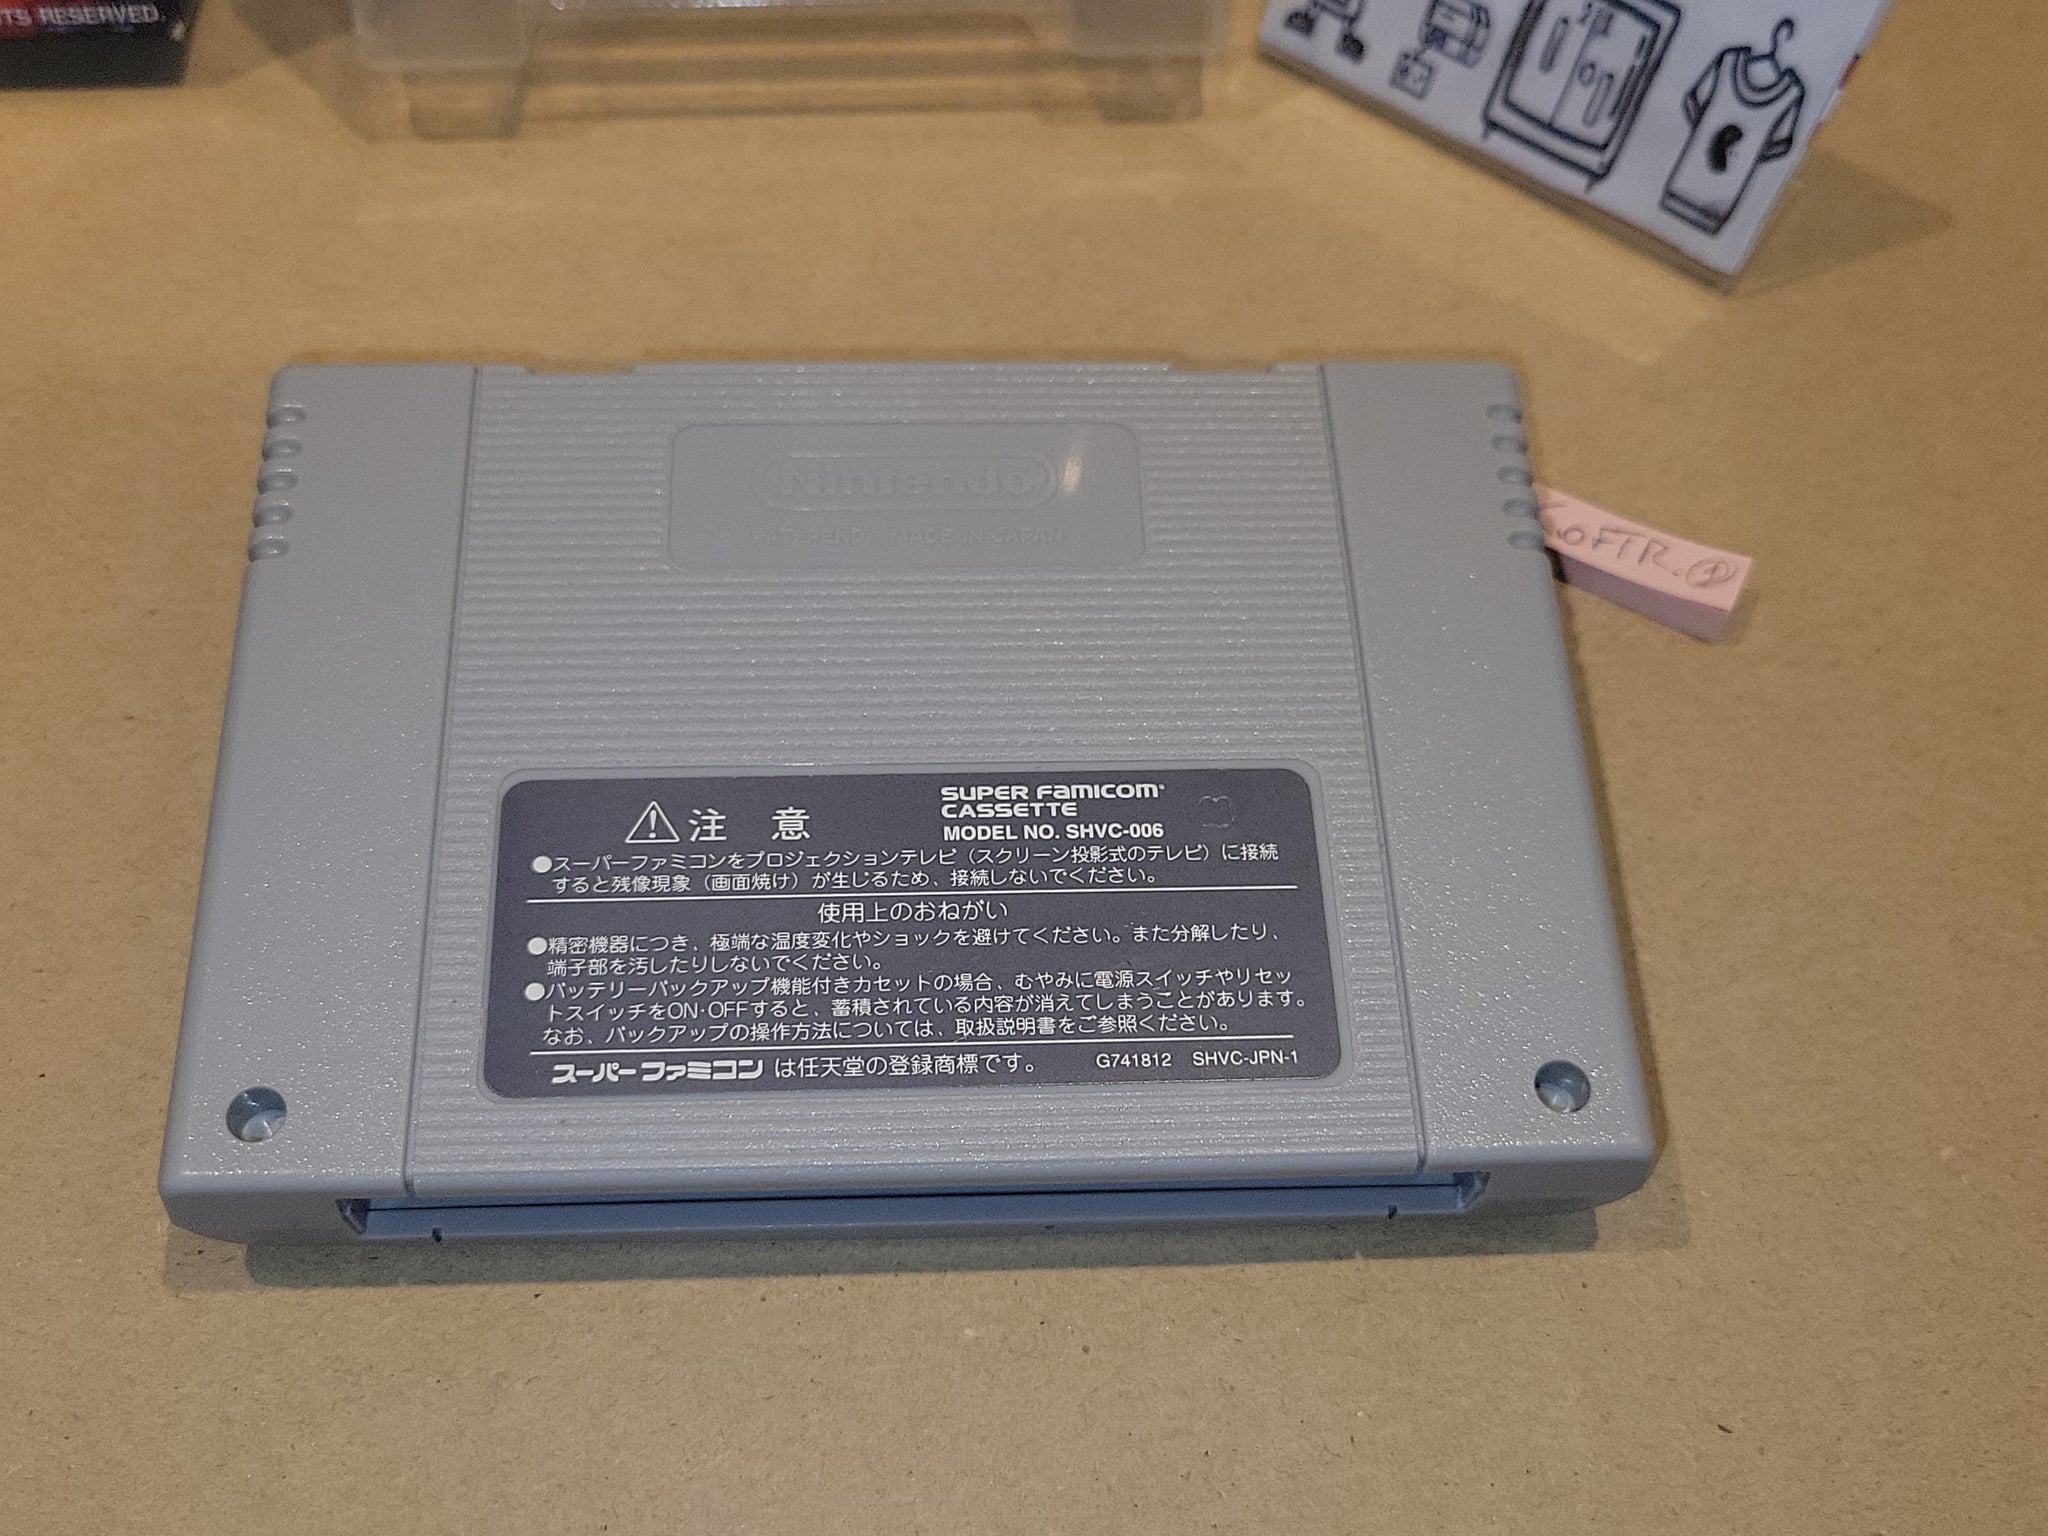 TS RESERVED.
Nintendo
PAT. PEND. MADE IN JAPAN
OFTR. ①
注意
SUPER FAMICOM
CASSETTE
MODEL NO. SHVC-006
●スーパーファミコンをプロジェクションテレビ（スクリーン投影式のテレビ）に接続
すると残像現象（画面焼け）が生じるため、接続しないでください。
使用上のおねがい
●精密機器につき、極端な温度変化やショックを避けてください。また分解したり、
端子部を汚したりしないでください。
●バッテリーバックアップ機能付きカセットの場合、むやみに電源スイッチやリセッ
トスイッチをON・OFFすると、蓄積されている内容が消えてしまうことがあります。
なお、バックアップの操作方法については、取扱説明書をご参照ください。
スーパーファミコンは任天堂の登録商標です。 G741812 SHVC-JPN-1